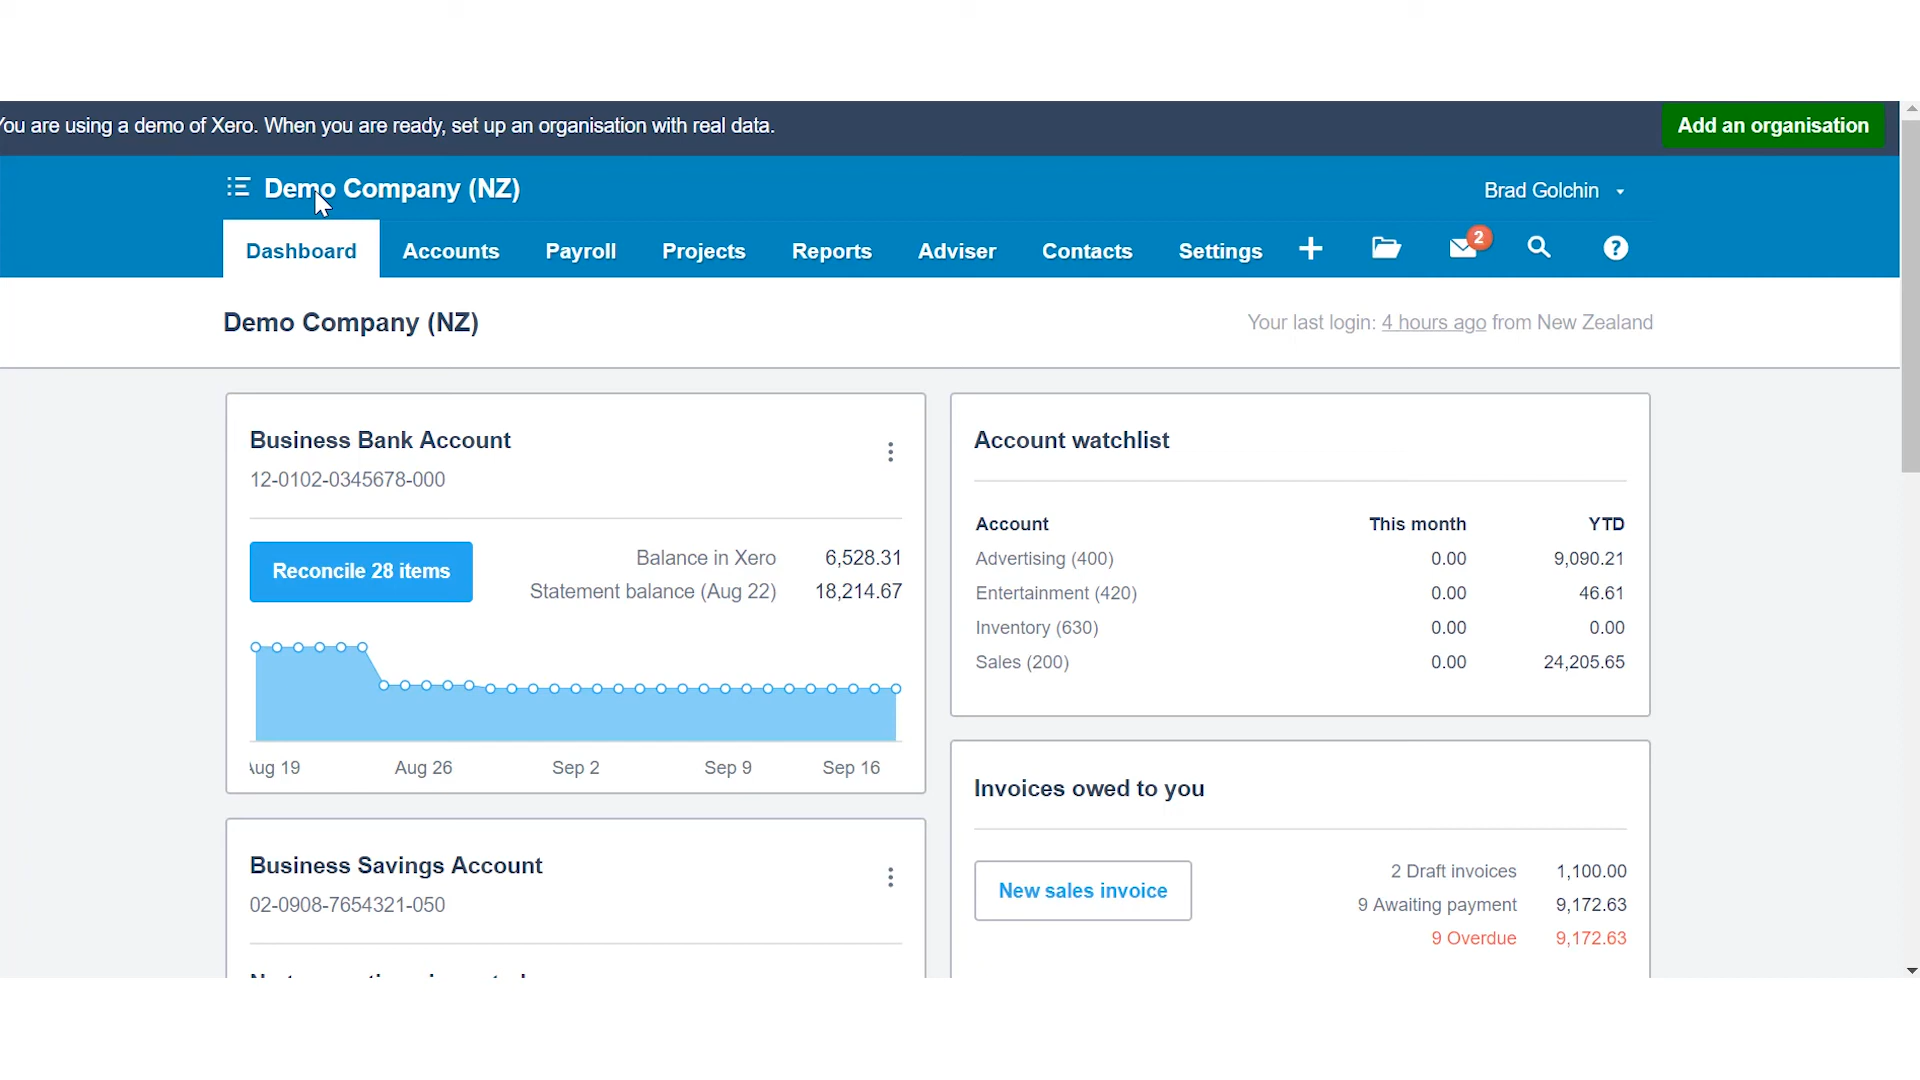 You are using a demo of Xero. When you are ready, set up an organisation with real data.
Add an organisation
Demo Company (NZ)
Brad Golchin
Dashboard Accounts Payroll Projects Reports Adviser Contacts Settings 2 ?
Demo Company (NZ)
Your last login: 4 hours ago from New Zealand
Business Bank Account
12-0102-0345678-000
Reconcile 28 items
Balance in Xero 6,528.31
Statement balance (Aug 22) 18,214.67
Aug 19 Aug 26 Sep 2 Sep 9 Sep 16
Business Savings Account
02-0908-7654321-050
Account watchlist
Account This month YTD
Advertising (400) 0.00 9,090.21
Entertainment (420) 0.00 46.61
Inventory (630) 0.00 0.00
Sales (200) 0.00 24,205.65
Invoices owed to you
New sales invoice
2 Draft invoices 1,100.00
9 Awaiting payment 9,172.63
9 Overdue 9,172.63